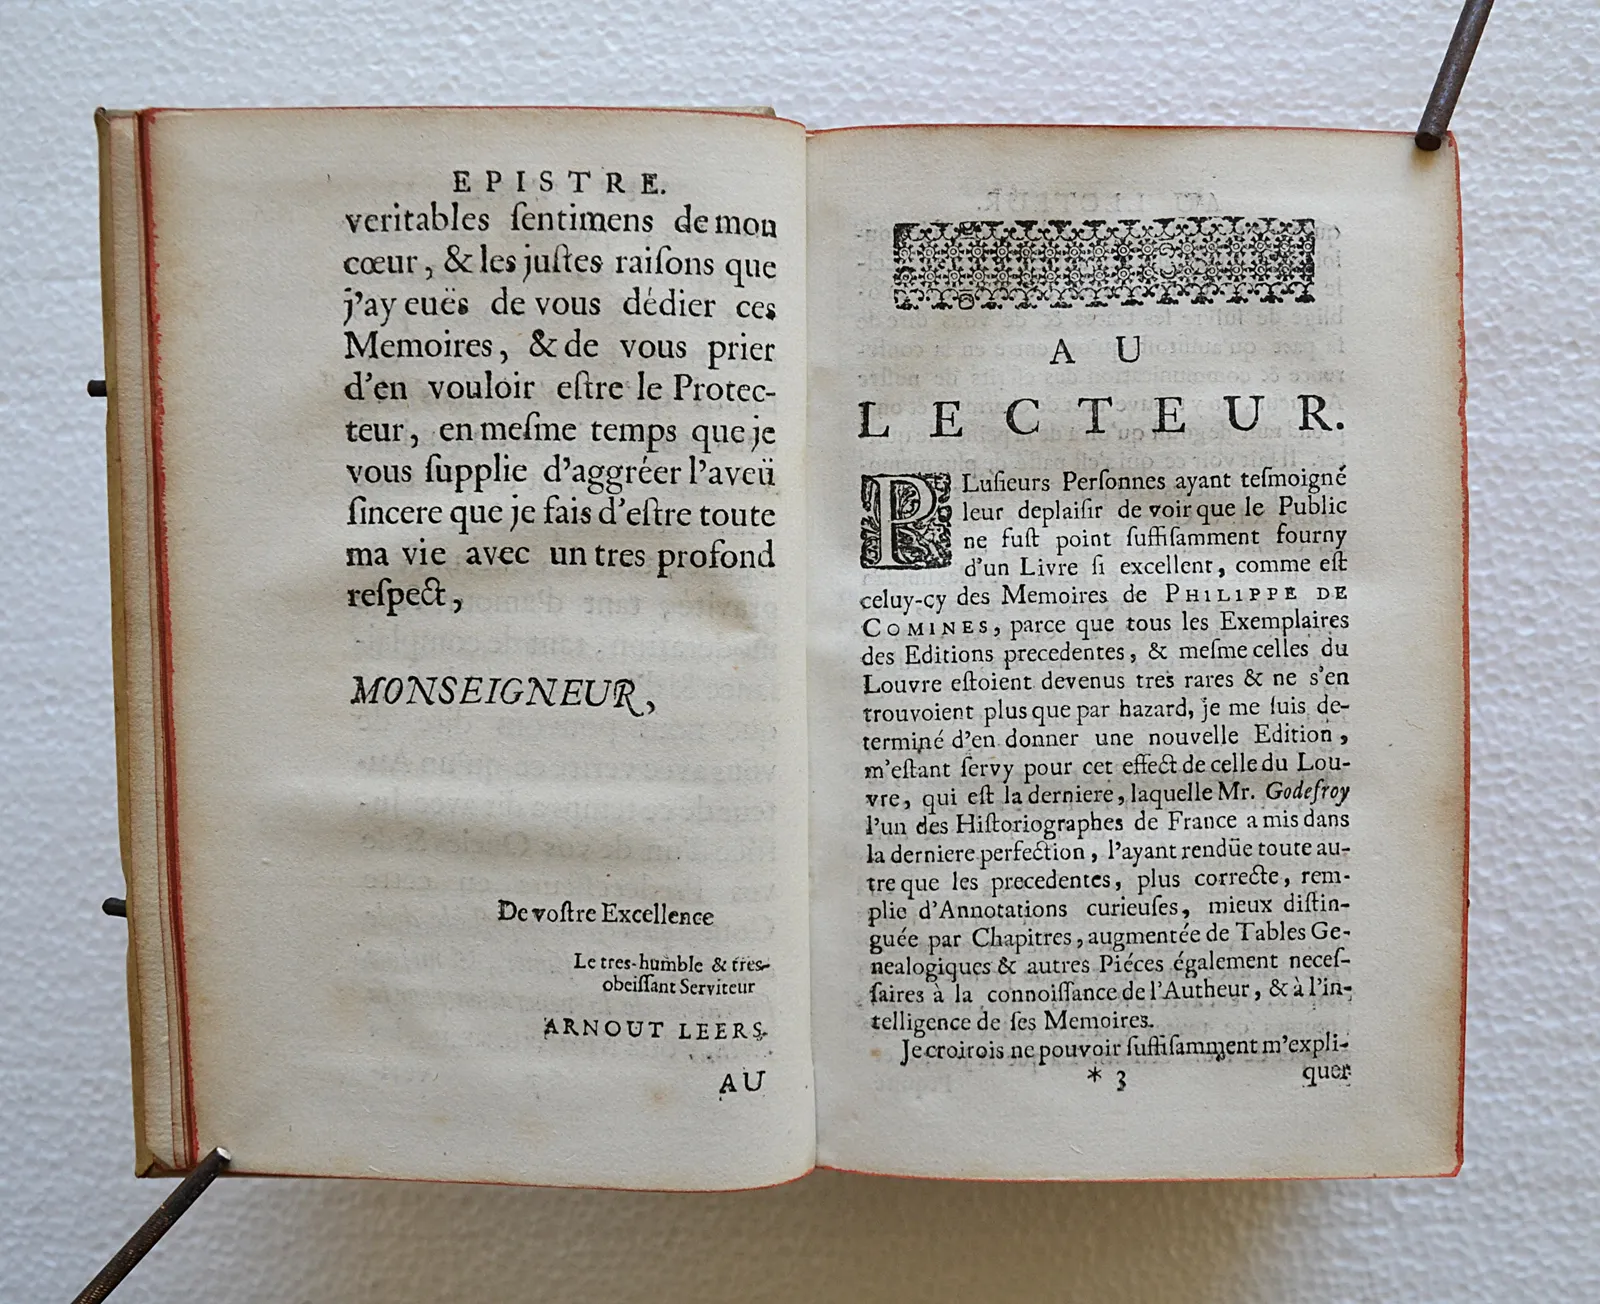 EPISTRE.
veritables ſentimens de mon
cœur, & les juſtes raiſons que
j'ay euës de vous dédier ces
Memoires, & de vous prier
d'en vouloir eſtre le Protec-
teur, en meſme temps que je
vous ſupplie d'aggréer l'aveü
ſincere que je fais d'eſtre toute
ma vie avec un tres profond
reſpect,
MONSEIGNEUR,
De voſtre Excellence
Le tres-humble & tres-
obeiſſant Serviteur
ARNOUT LEERS.
AU
AU
LECTEUR.
PLuſieurs Perſonnes ayant teſmoigné
leur deplaiſir de voir que le Public
ne fuſt point ſuffiſamment fourny
d'un Livre ſi excellent, comme eſt
celuy-cy des Memoires de PHILIPPE DE
COMINES, parce que tous les Exemplaires
des Editions precedentes, & meſme celles du
Louvre eſtoient devenus tres rares & ne s'en
trouvoient plus que par hazard, je me ſuis de-
terminé d'en donner une nouvelle Edition,
m'eſtant ſervy pour cet effect de celle du Lou-
vre, qui eſt la derniere, laquelle Mr. Godefroy
l'un des Hiſtoriographes de France a mis dans
la derniere perfection, l'ayant rendüe toute au-
tre que les precedentes, plus correcte, rem-
plie d'Annotations curieuſes, mieux diſtin-
guée par Chapitres, augmentée de Tables Ge-
nealogiques & autres Piéces également neceſ-
ſaires à la connoiſſance de l'Autheur, & à l'in-
telligence de ſes Memoires.
Je croirois ne pouvoir ſuffiſamment m'expli-
* 3 quer